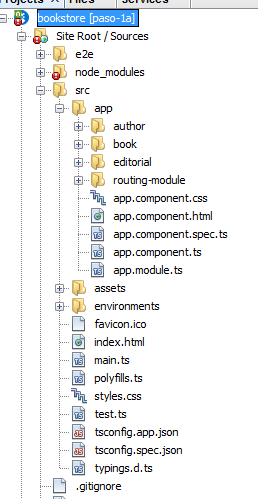 Projects × Files Services
bookstore [paso-1a]
Site Root / Sources
e2e
node_modules
src
app
author
book
editorial
routing-module
app.component.css
app.component.html
app.component.spec.ts
app.component.ts
app.module.ts
assets
environments
favicon.ico
index.html
main.ts
polyfills.ts
styles.css
test.ts
tsconfig.app.json
tsconfig.spec.json
typings.d.ts
.gitignore